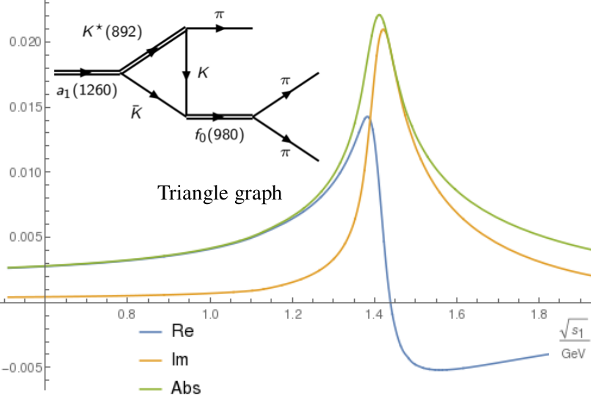 0.020
0.015
0.010
0.005
−0.005
K*(892)
π
a₁(1260)
K
K̄
f₀(980)
π
π
Triangle graph
0.8 1.0 1.2 1.4 1.6 1.8
√s₁
GeV
Re
Im
Abs